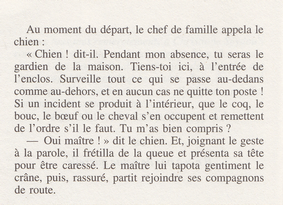 Au moment du départ, le chef de famille appela le
chien :
« Chien ! dit-il. Pendant mon absence, tu seras le
gardien de la maison. Tiens-toi ici, à l'entrée de
l'enclos. Surveille tout ce qui se passe au-dedans
comme au-dehors, et en aucun cas ne quitte ton poste !
Si un incident se produit à l'intérieur, que le coq, le
bouc, le bœuf ou le cheval s'en occupent et remettent
de l'ordre s'il le faut. Tu m'as bien compris ?
— Oui maître ! » dit le chien. Et, joignant le geste
à la parole, il frétilla de la queue et présenta sa tête
pour être caressé. Le maître lui tapota gentiment le
crâne, puis, rassuré, partit rejoindre ses compagnons
de route.